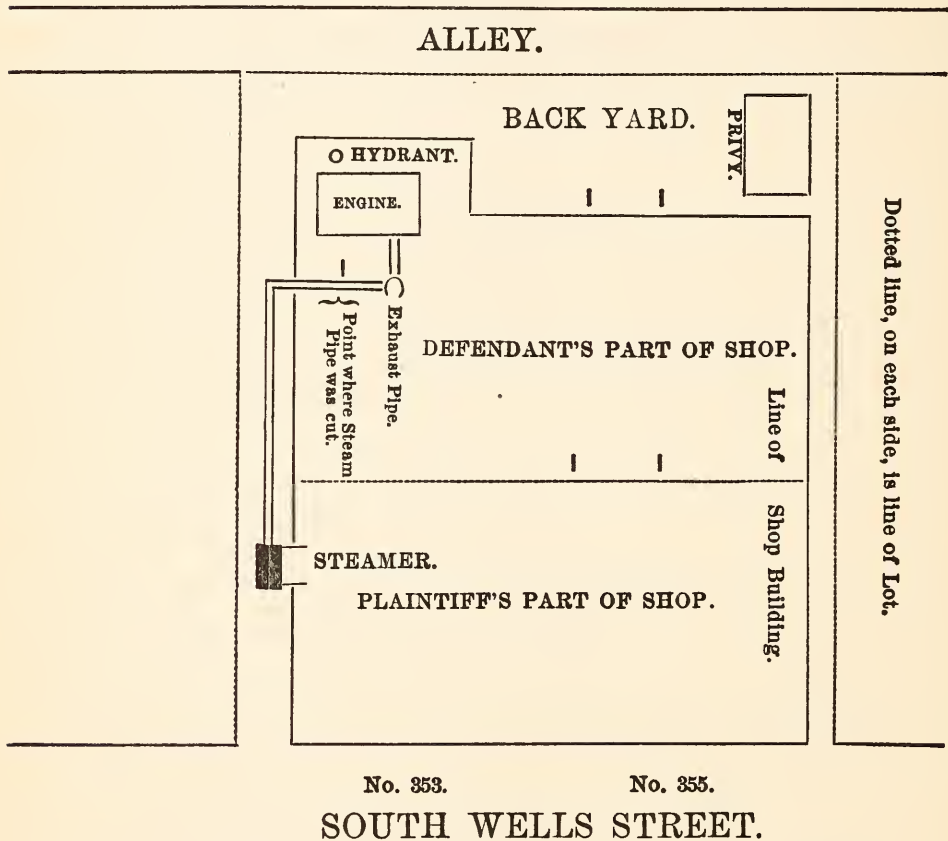 ALLEY.
BACK YARD.
PRIVY.
HYDRANT.
ENGINE.
Exhaust Pipe.
Point where Steam
Pipe was cut.
DEFENDANT'S PART OF SHOP.
Line of
Shop Building.
Dotted line, on each side, is line of Lot.
STEAMER.
PLAINTIFF'S PART OF SHOP.
No. 353.
No. 355.
SOUTH WELLS STREET.